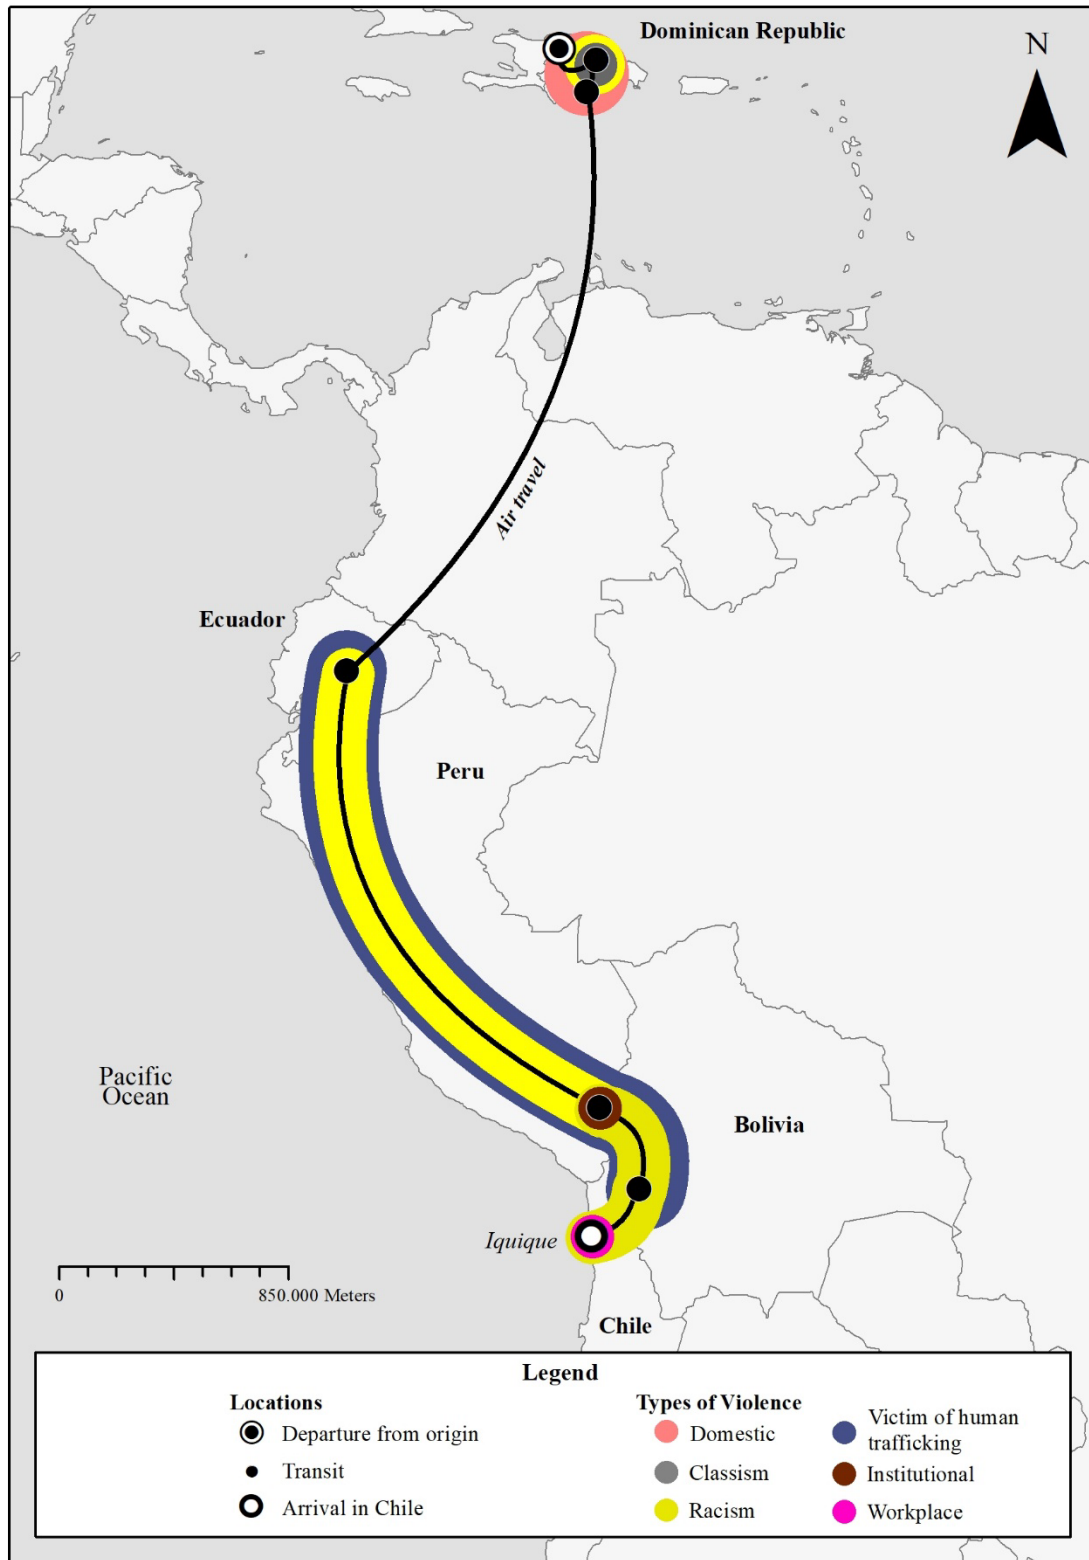 Dominican Republic
N
Air travel
Ecuador
Peru
Pacific
Ocean
Bolivia
Iquique
0
850.000 Meters
Chile
Legend
Locations
Departure from origin
Transit
Arrival in Chile
Types of Violence
Domestic
Classism
Racism
Victim of human
trafficking
Institutional
Workplace